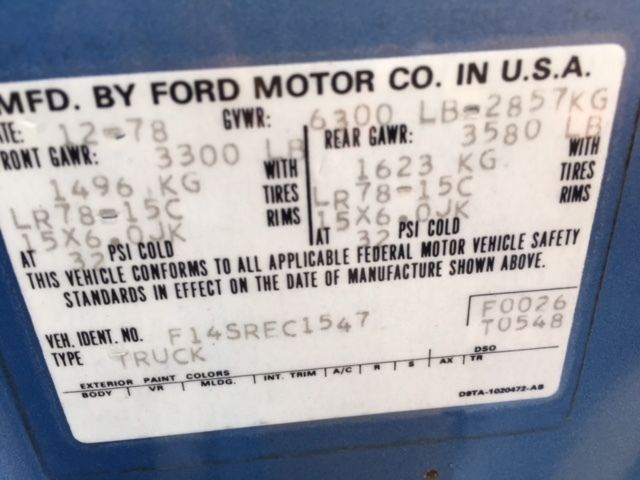 MFD. BY FORD MOTOR CO. IN U.S.A.
ATE: 12-78 GVWR: 6300 LB-2857KG
FRONT GAWR: 3300 LB REAR GAWR: 3580 LB
1496 KG WITH 1623 KG WITH
LR78-15C TIRES LR78-15C TIRES
15X6.0JK RIMS 15X6.0JK RIMS
AT 32 PSI COLD AT 32 PSI COLD
THIS VEHICLE CONFORMS TO ALL APPLICABLE FEDERAL MOTOR VEHICLE SAFETY
STANDARDS IN EFFECT ON THE DATE OF MANUFACTURE SHOWN ABOVE.
VEH. IDENT. NO. F14SREC1547 F0026
TYPE TRUCK T0548
EXTERIOR PAINT COLORS DSO
BODY VR MLDG. INT. TRIM A/C R S AX TR
D9TA-1020472-AB